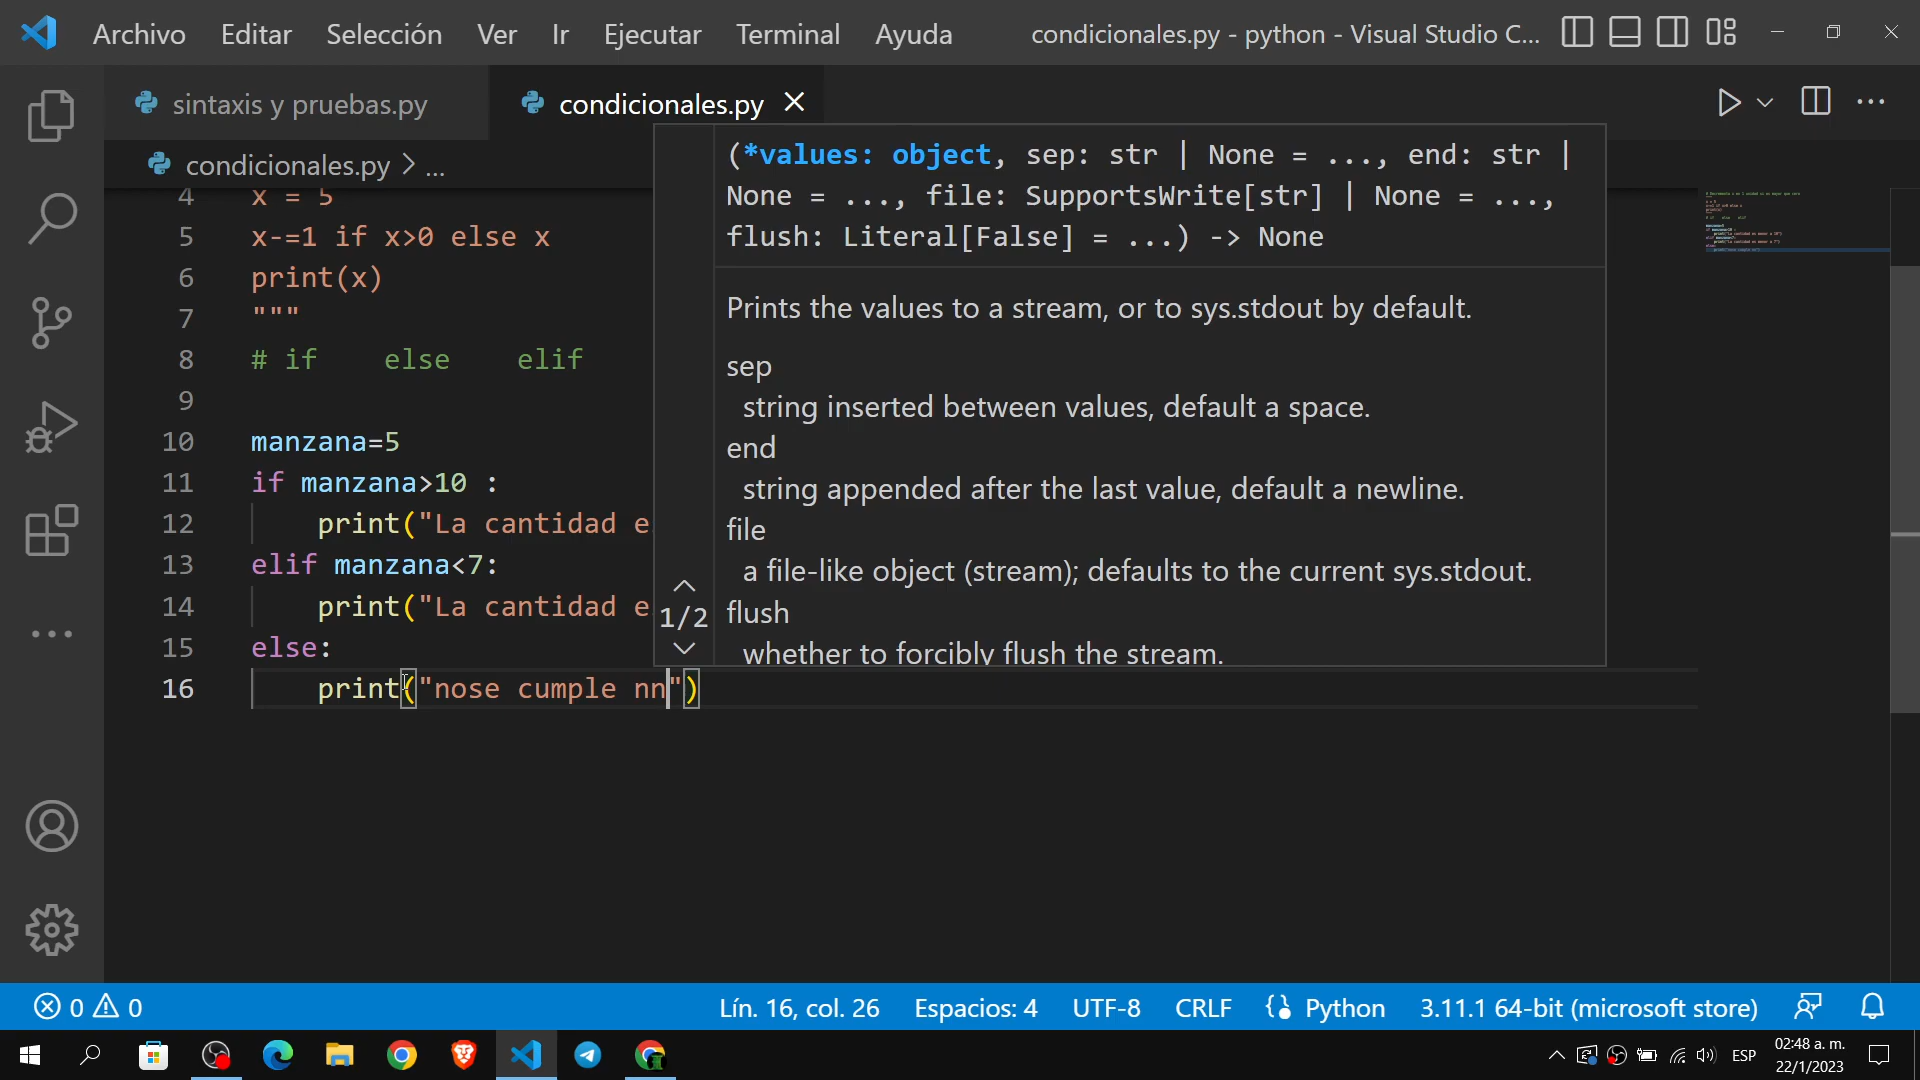 Archivo Editar Selección Ver Ir Ejecutar Terminal Ayuda condicionales.py - python - Visual Studio C...
sintaxis y pruebas.py condicionales.py
condicionales.py > ...
4 x = 5
5 x-=1 if x>0 else x
6 print(x)
7 """
8 # if else elif
9
10 manzana=5
11 if manzana>10 :
12 print("La cantidad e
13 elif manzana<7:
14 print("La cantidad e
15 else:
16 print("nose cumple nn")
(*values: object, sep: str | None = ..., end: str |
None = ..., file: SupportsWrite[str] | None = ...,
flush: Literal[False] = ...) -> None
Prints the values to a stream, or to sys.stdout by default.
sep
string inserted between values, default a space.
end
string appended after the last value, default a newline.
file
a file-like object (stream); defaults to the current sys.stdout.
1/2
flush
whether to forcibly flush the stream.
0 0 Lín. 16, col. 26 Espacios: 4 UTF-8 CRLF Python 3.11.1 64-bit (microsoft store)
ESP 02:48 a. m.
22/1/2023